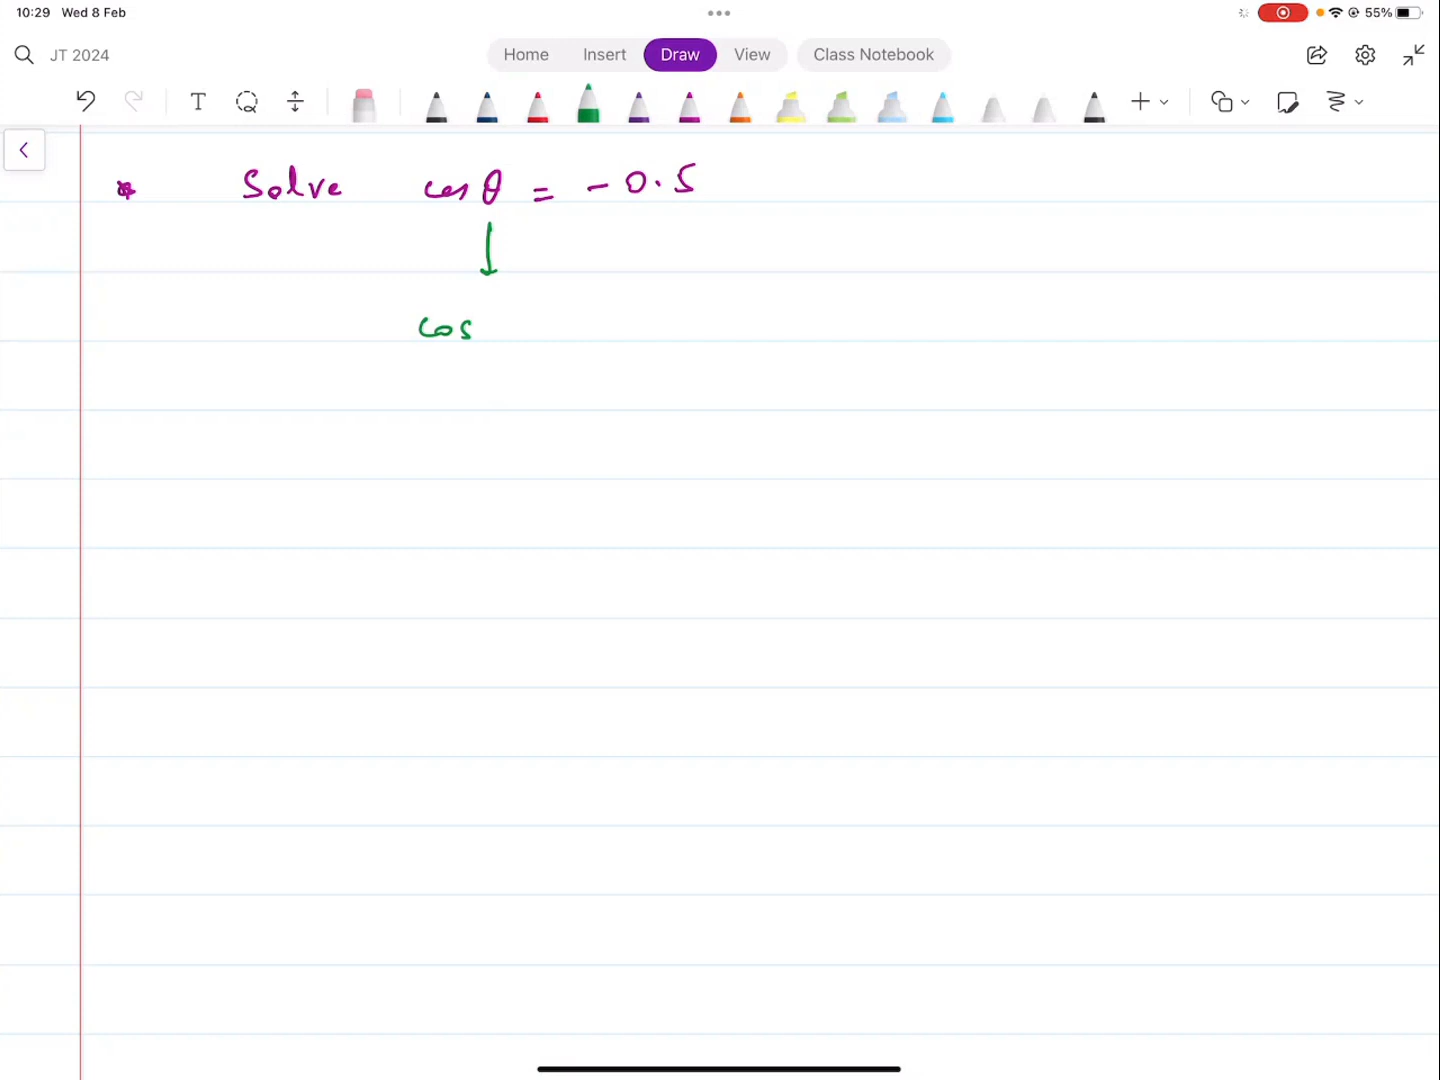 10:29 Wed 8 Feb
55%
JT 2024
Home Insert Draw View Class Notebook
T
* Solve cos θ = -0.5
↓
cos